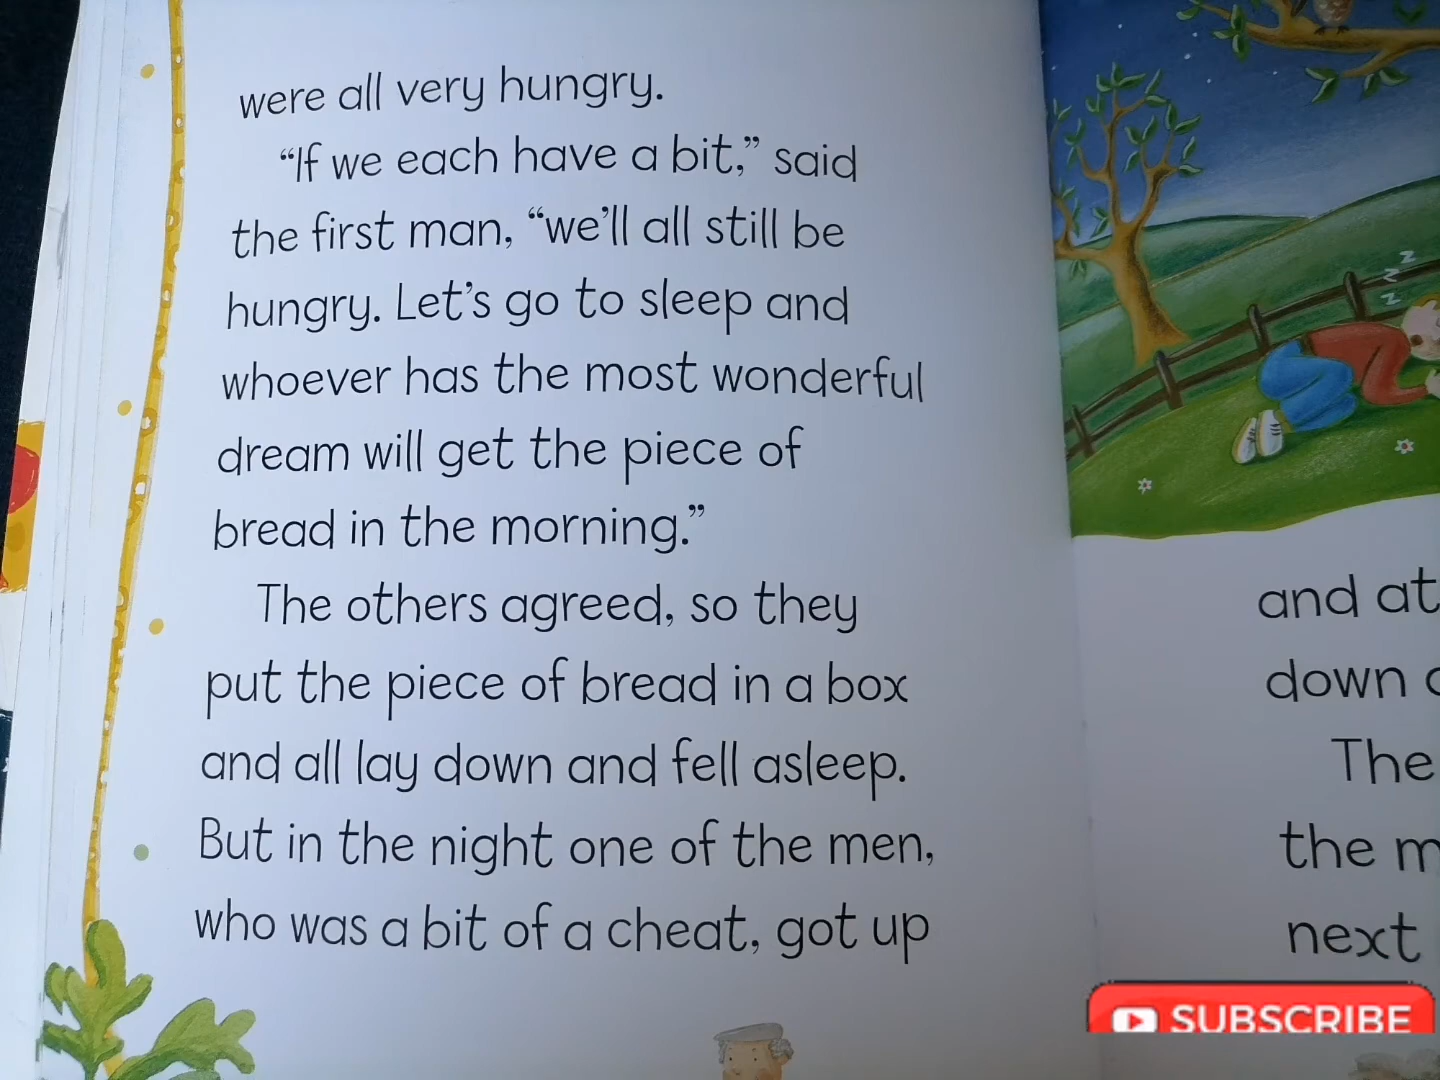 were all very hungry.
“If we each have a bit,” said
the first man, “we’ll all still be
hungry. Let’s go to sleep and
whoever has the most wonderful
dream will get the piece of
bread in the morning.”
The others agreed, so they
put the piece of bread in a box
and all lay down and fell asleep.
But in the night one of the men,
who was a bit of a cheat, got up
z
z
z
and at
down
The
the
next
SUBSCRIBE